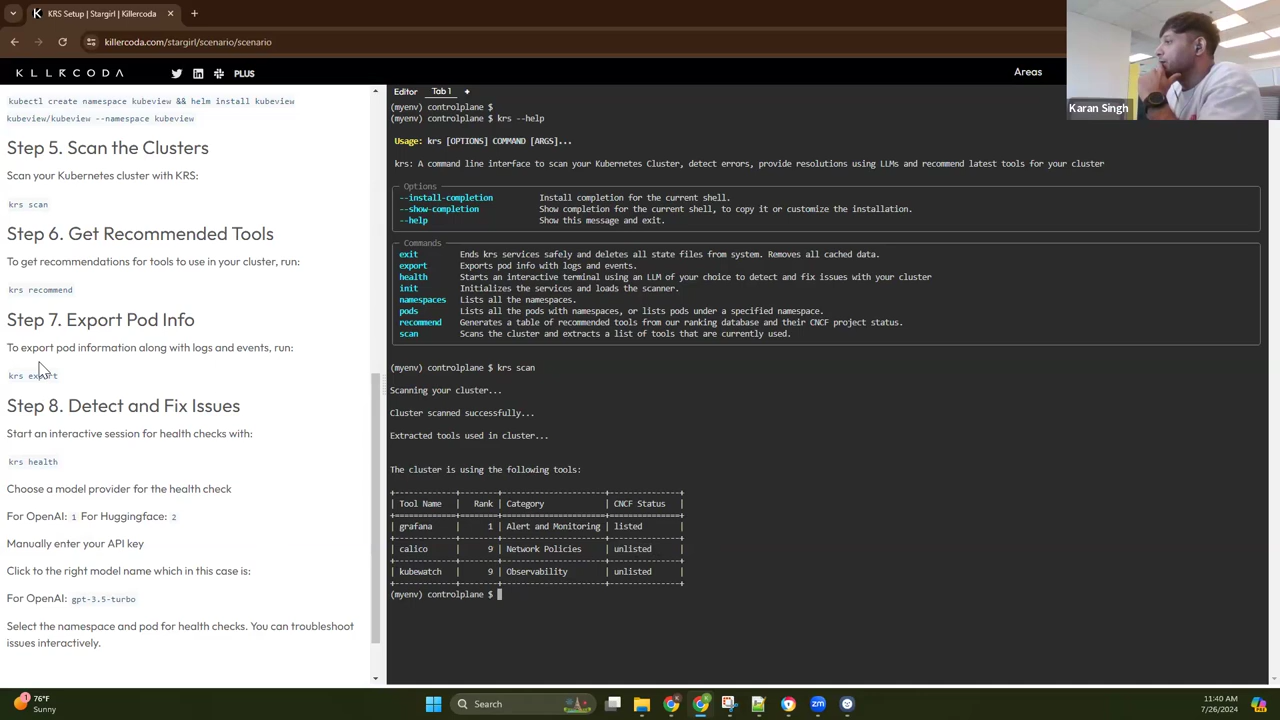 KRS Setup | Stargirl | Killercoda
killercoda.com/stargirl/scenario/scenario
KILLERCODA
PLUS
Areas
Karan Singh
kubectl create namespace kubeview && helm install kubeview
kubeview/kubeview --namespace kubeview
Step 5. Scan the Clusters
Scan your Kubernetes cluster with KRS:
krs scan
Step 6. Get Recommended Tools
To get recommendations for tools to use in your cluster, run:
krs recommend
Step 7. Export Pod Info
To export pod information along with logs and events, run:
krs export
Step 8. Detect and Fix Issues
Start an interactive session for health checks with:
krs health
Choose a model provider for the health check
For OpenAI: 1 For Huggingface: 2
Manually enter your API key
Click to the right model name which in this case is:
For OpenAI: gpt-3.5-turbo
Select the namespace and pod for health checks. You can troubleshoot
issues interactively.
Editor Tab 1 +
(myenv) controlplane $
(myenv) controlplane $ krs --help
Usage: krs [OPTIONS] COMMAND [ARGS]...
krs: A command line interface to scan your Kubernetes Cluster, detect errors, provide resolutions using LLMs and recommend latest tools for your cluster
Options
--install-completion Install completion for the current shell.
--show-completion Show completion for the current shell, to copy it or customize the installation.
--help Show this message and exit.
Commands
exit Ends krs services safely and deletes all state files from system. Removes all cached data.
export Exports pod info with logs and events.
health Starts an interactive terminal using an LLM of your choice to detect and fix issues with your cluster
init Initializes the services and loads the scanner.
namespaces Lists all the namespaces.
pods Lists all the pods with namespaces, or lists pods under a specified namespace.
recommend Generates a table of recommended tools from our ranking database and their CNCF project status.
scan Scans the cluster and extracts a list of tools that are currently used.
(myenv) controlplane $ krs scan
Scanning your cluster...
Cluster scanned successfully...
Extracted tools used in cluster...
The cluster is using the following tools:
| Tool Name | Rank | Category | CNCF Status |
| grafana | 1 | Alert and Monitoring | listed |
| calico | 9 | Network Policies | unlisted |
| kubewatch | 9 | Observability | unlisted |
(myenv) controlplane $
1
76°F
Sunny
Search
11:40 AM
7/26/2024